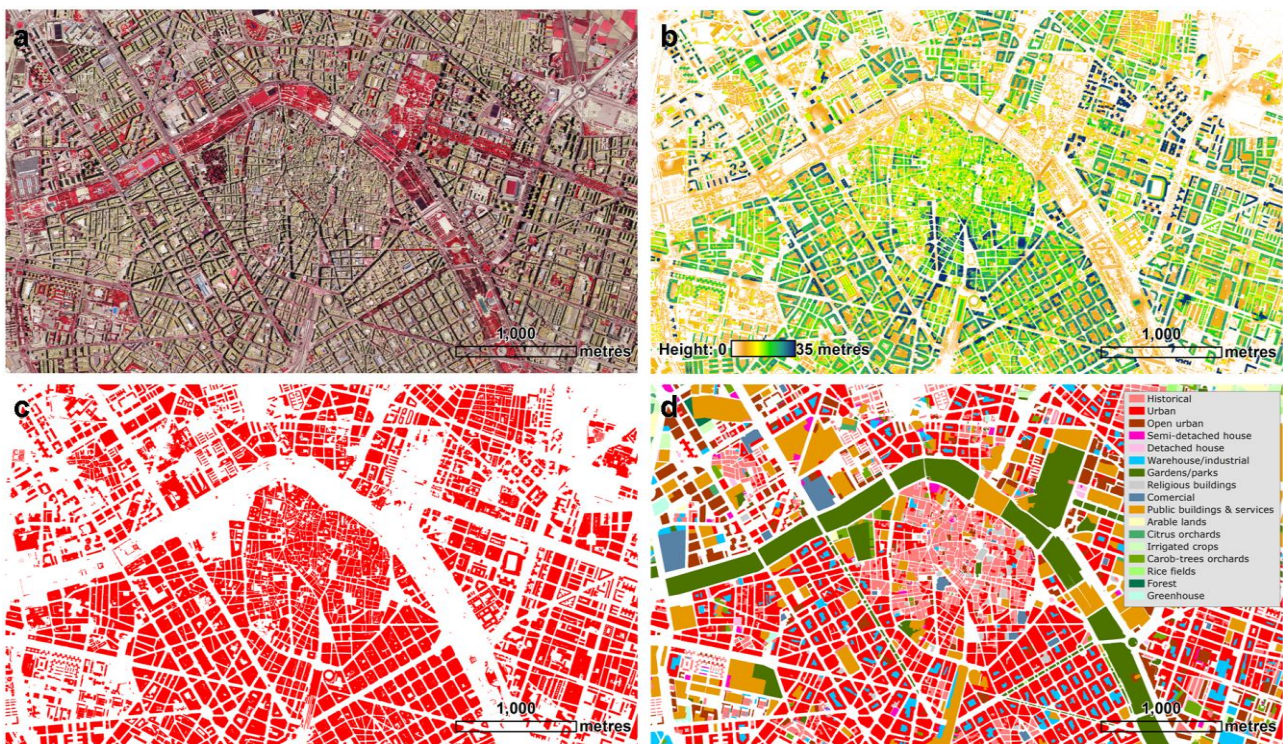 a
b
1,000
metres
Height: 0
35 metres
1,000
metres
c
d
Historical
Urban
Open urban
Semi-detached house
Detached house
Warehouse/industrial
Gardens/parks
Religious buildings
Comercial
Public buildings & services
Arable lands
Citrus orchards
Irrigated crops
Carob-trees orchards
Rice fields
Forest
Greenhouse
1,000
metres
1,000
metres